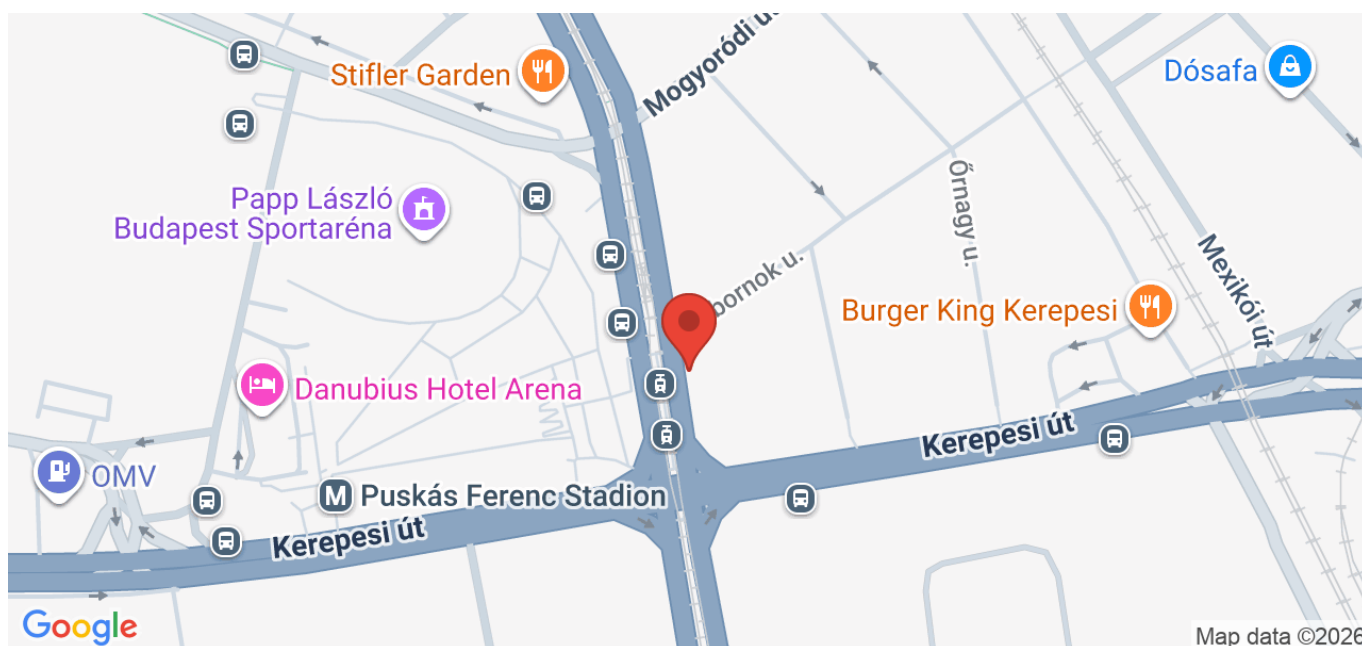 Mogyoródi út
Stifler Garden
Dósafa
Papp László
Budapest Sportaréna
Őrnagy u.
bornok u.
Mexikói út
Burger King Kerepesi
Danubius Hotel Arena
Kerepesi út
OMV
M
Puskás Ferenc Stadion
Kerepesi út
Google
Map data ©2026